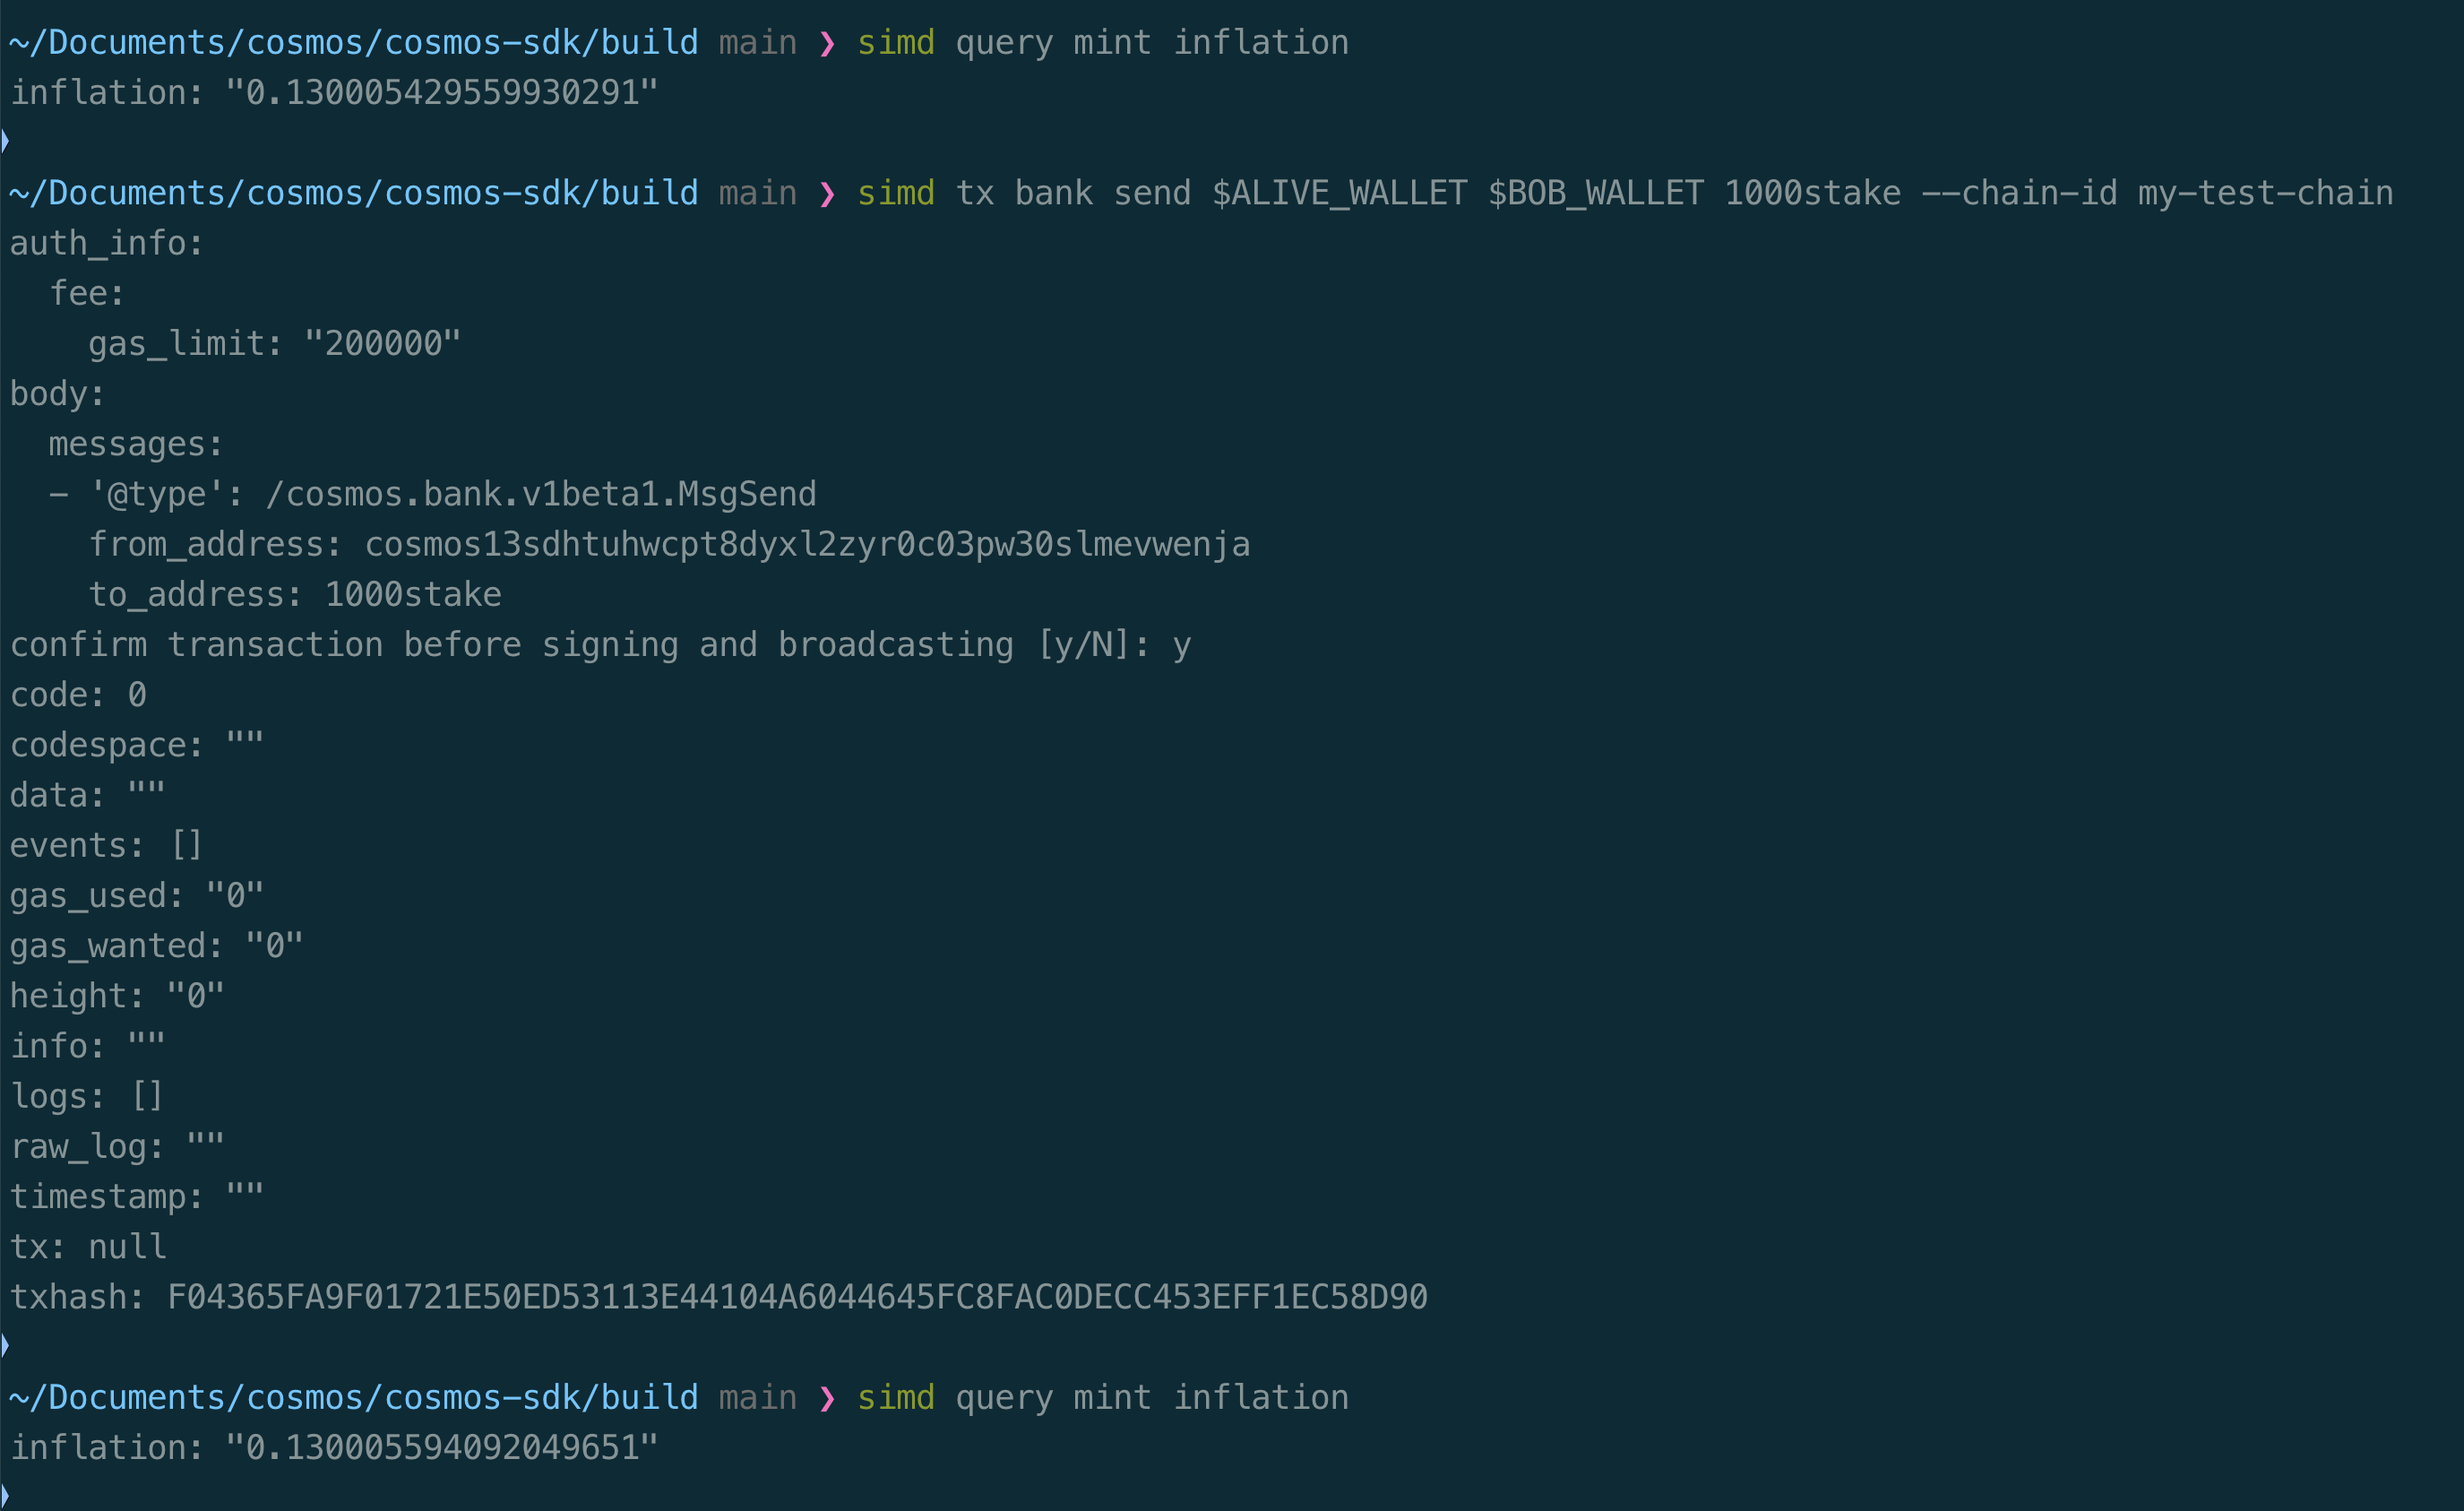 ~/Documents/cosmos/cosmos-sdk/build main ❯ simd query mint inflation
inflation: "0.130005429559930291"
~/Documents/cosmos/cosmos-sdk/build main ❯ simd tx bank send $ALIVE_WALLET $BOB_WALLET 1000stake --chain-id my-test-chain
auth_info:
  fee:
    gas_limit: "200000"
body:
  messages:
  - '@type': /cosmos.bank.v1beta1.MsgSend
    from_address: cosmos13sdhtuhwcpt8dyxl2zyr0c03pw30slmevwenja
    to_address: 1000stake
confirm transaction before signing and broadcasting [y/N]: y
code: 0
codespace: ""
data: ""
events: []
gas_used: "0"
gas_wanted: "0"
height: "0"
info: ""
logs: []
raw_log: ""
timestamp: ""
tx: null
txhash: F04365FA9F01721E50ED53113E44104A6044645FC8FAC0DECC453EFF1EC58D90
~/Documents/cosmos/cosmos-sdk/build main ❯ simd query mint inflation
inflation: "0.130005594092049651"